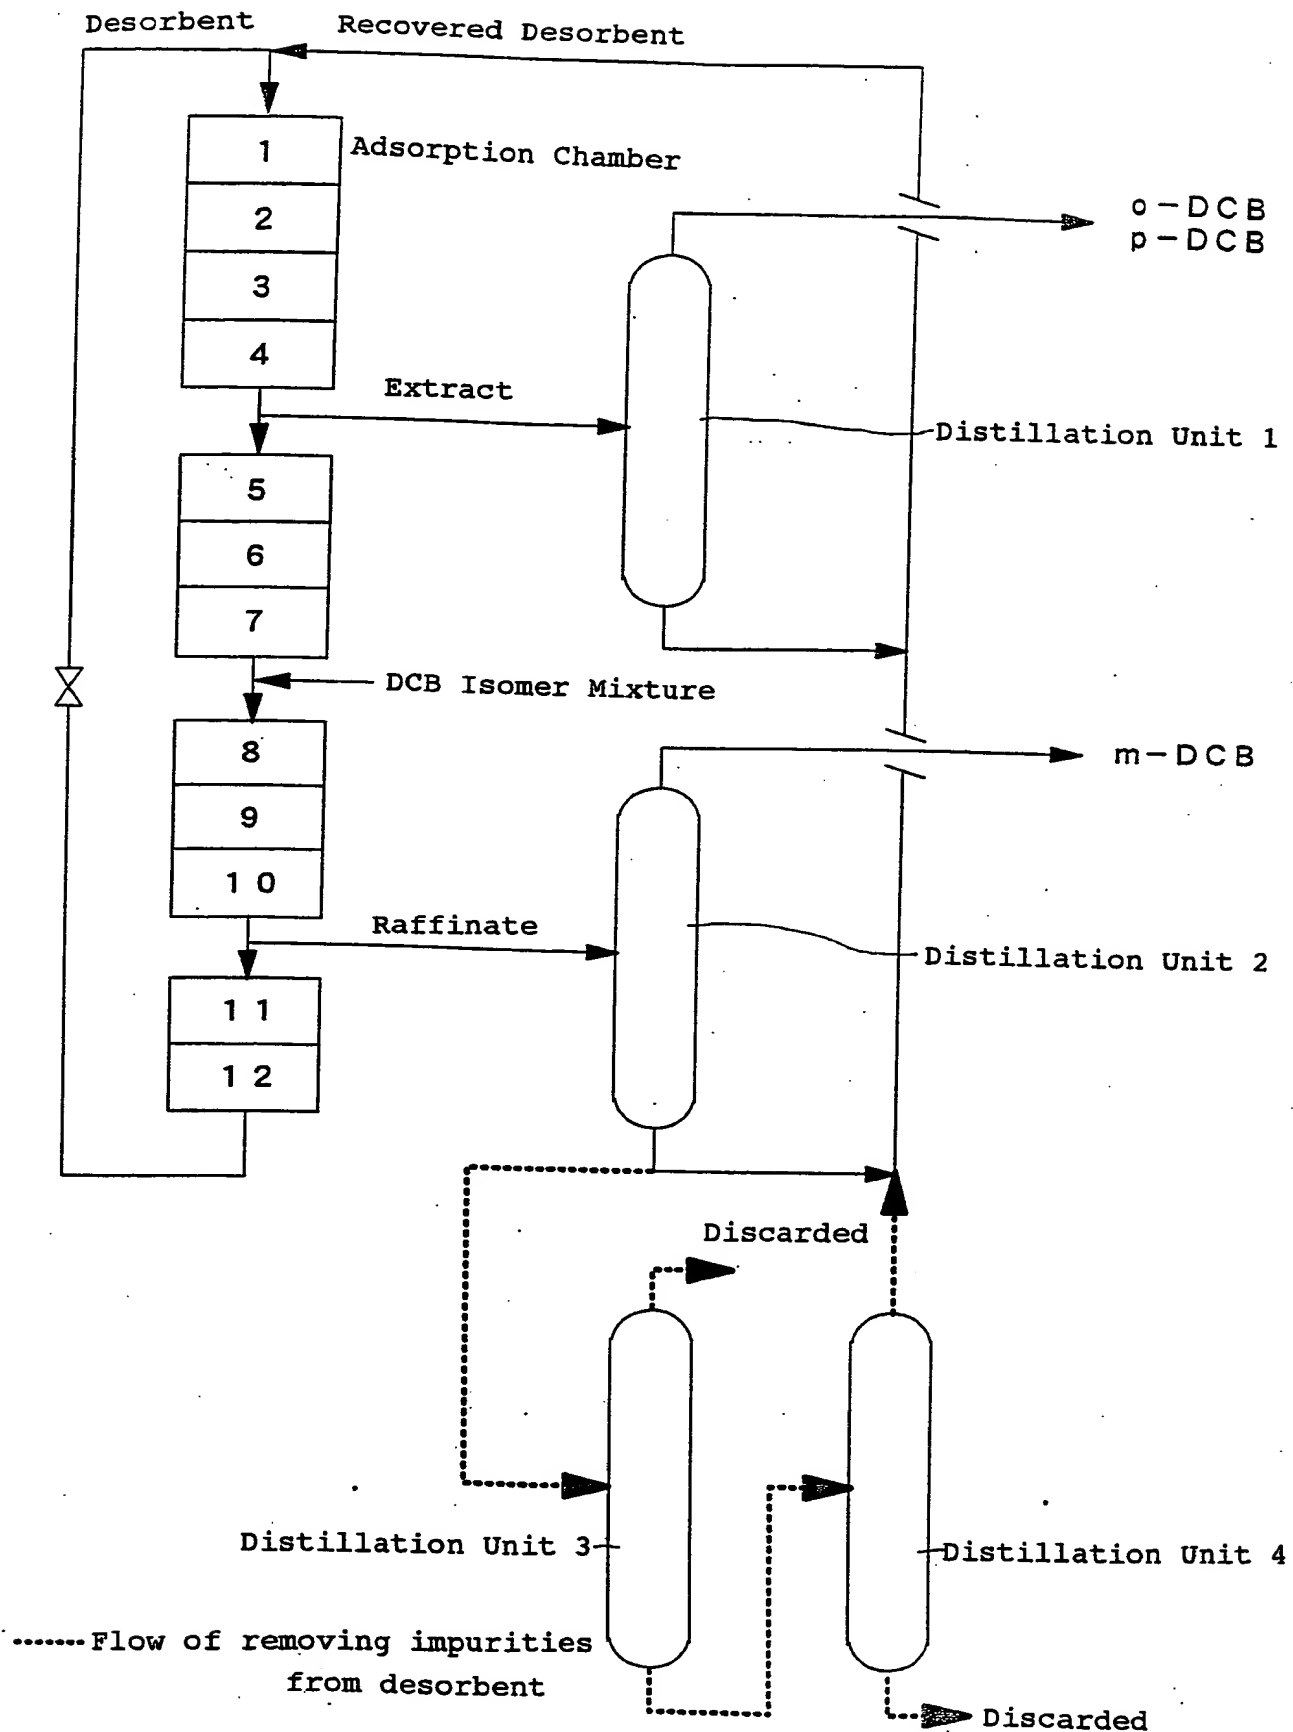 Desorbent
Recovered Desorbent
1
Adsorption Chamber
2
3
4
o-DCB
p-DCB
Extract
Distillation Unit 1
5
6
7
DCB Isomer Mixture
8
9
10
m-DCB
Raffinate
Distillation Unit 2
11
12
Discarded
Distillation Unit 3
Distillation Unit 4
Flow of removing impurities
from desorbent
Discarded